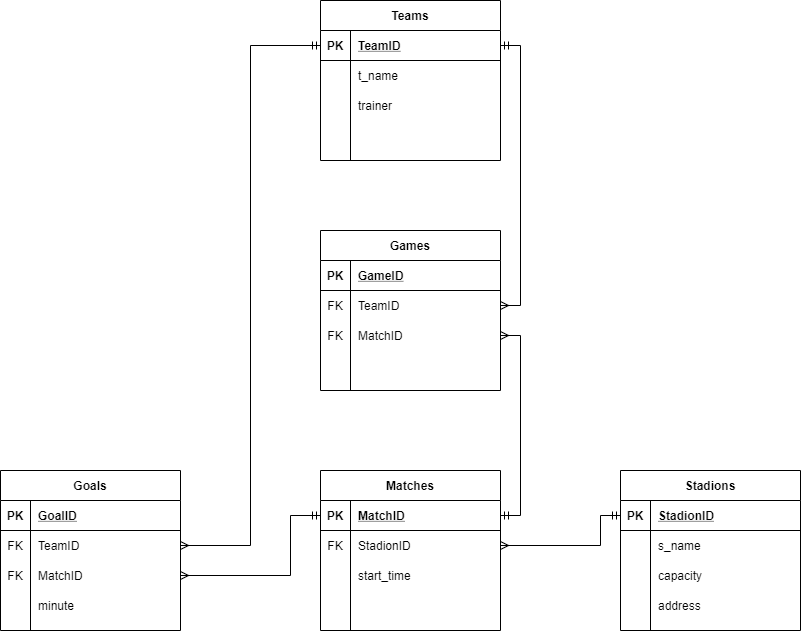 Teams
PK TeamID
t_name
trainer
Games
PK GameID
FK TeamID
FK MatchID
Goals
PK GoalID
FK TeamID
FK MatchID
minute
Matches
PK MatchID
FK StadionID
start_time
Stadions
PK StadionID
s_name
capacity
address